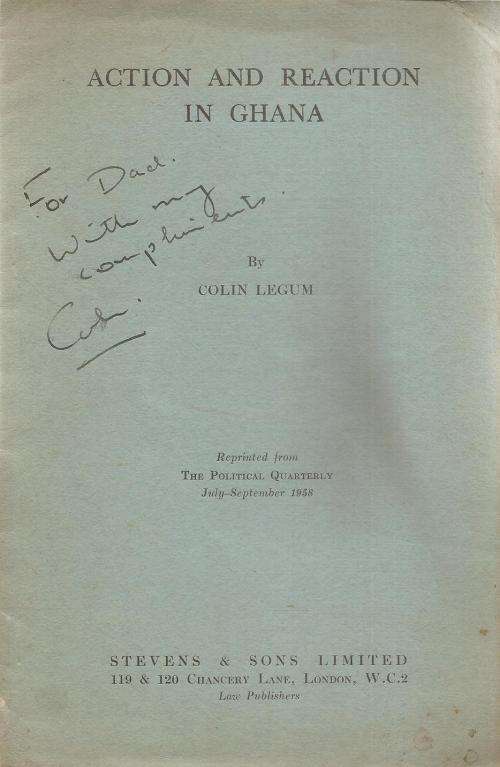 ACTION AND REACTION
IN GHANA
For Dad.
With my
compliments.
Colin.
By
COLIN LEGUM
Reprinted from
THE POLITICAL QUARTERLY
July–September 1958
STEVENS & SONS LIMITED
119 & 120 CHANCERY LANE, LONDON, W.C.2
Law Publishers